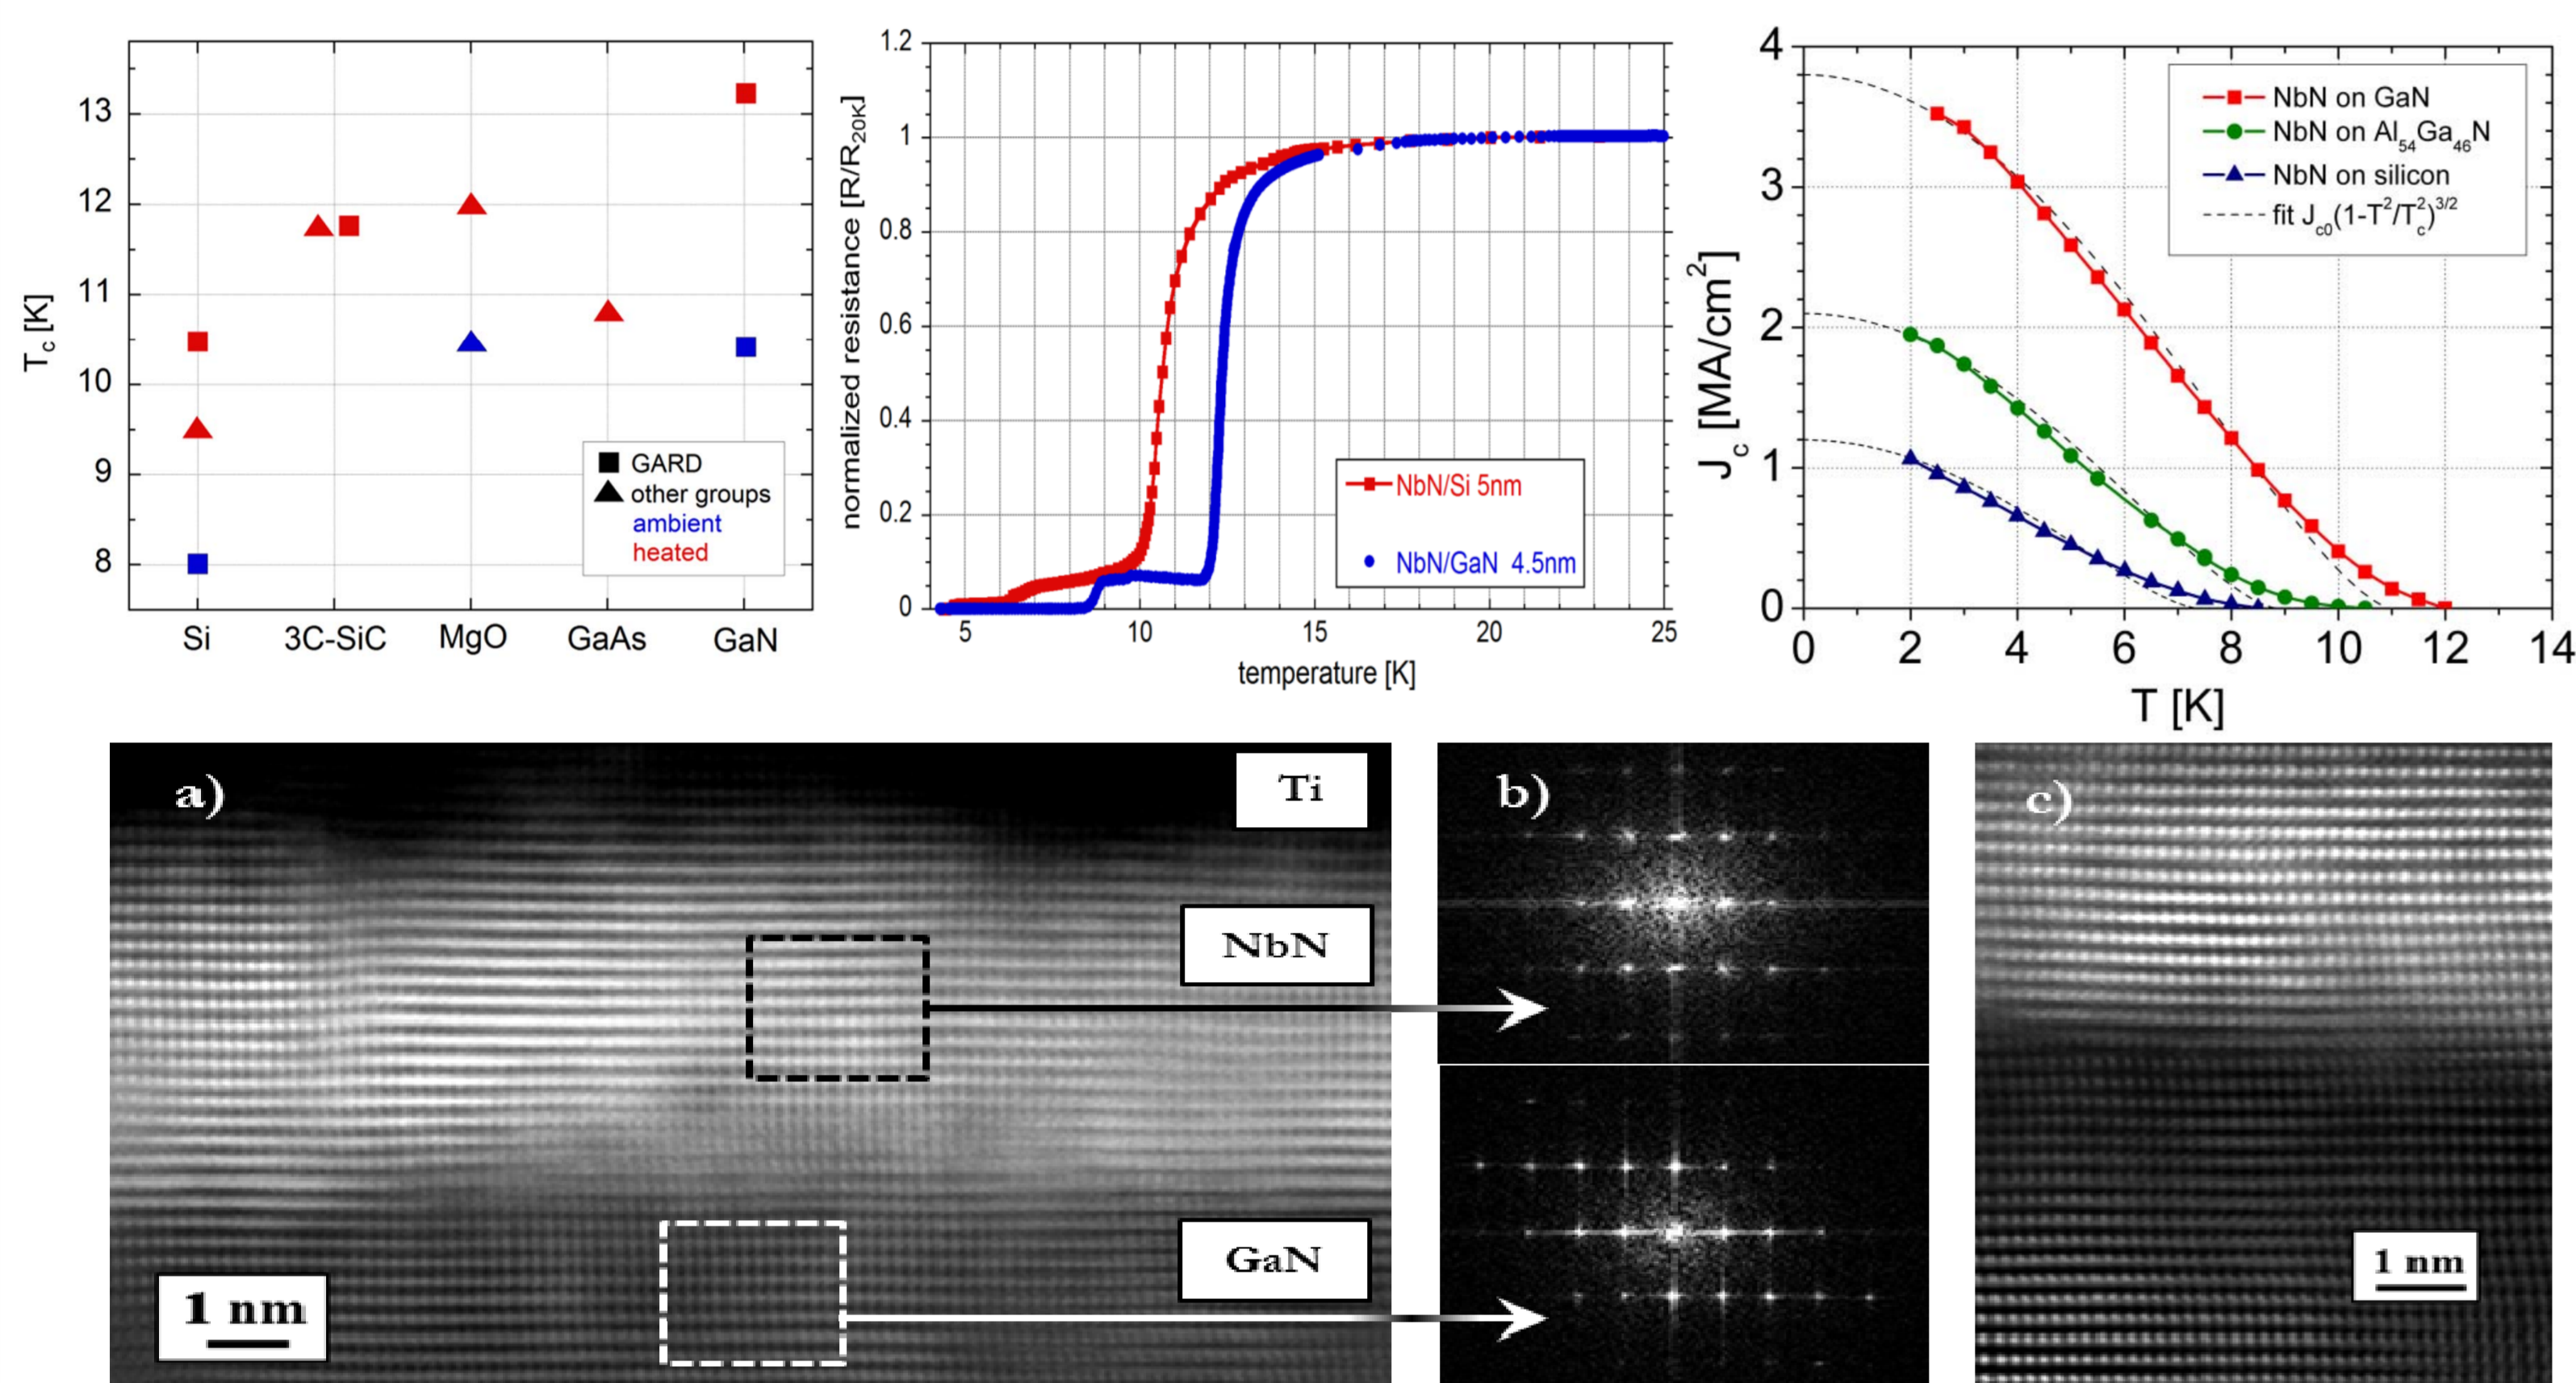 T_c [K]
13
12
11
10
9
8
Si
3C-SiC
MgO
GaAs
GaN
GARD
other groups
ambient
heated
normalized resistance [R/R_20K]
1.2
1
0.8
0.6
0.4
0.2
0
5
10
15
20
25
temperature [K]
NbN/Si 5nm
NbN/GaN 4.5nm
J_c [MA/cm^2]
4
3
2
1
0
0
2
4
6
8
10
12
14
T [K]
NbN on GaN
NbN on Al_54Ga_46N
NbN on silicon
fit J_c0(1-T^2/T_c^2)^3/2
a)
Ti
NbN
GaN
1 nm
b)
c)
1 nm